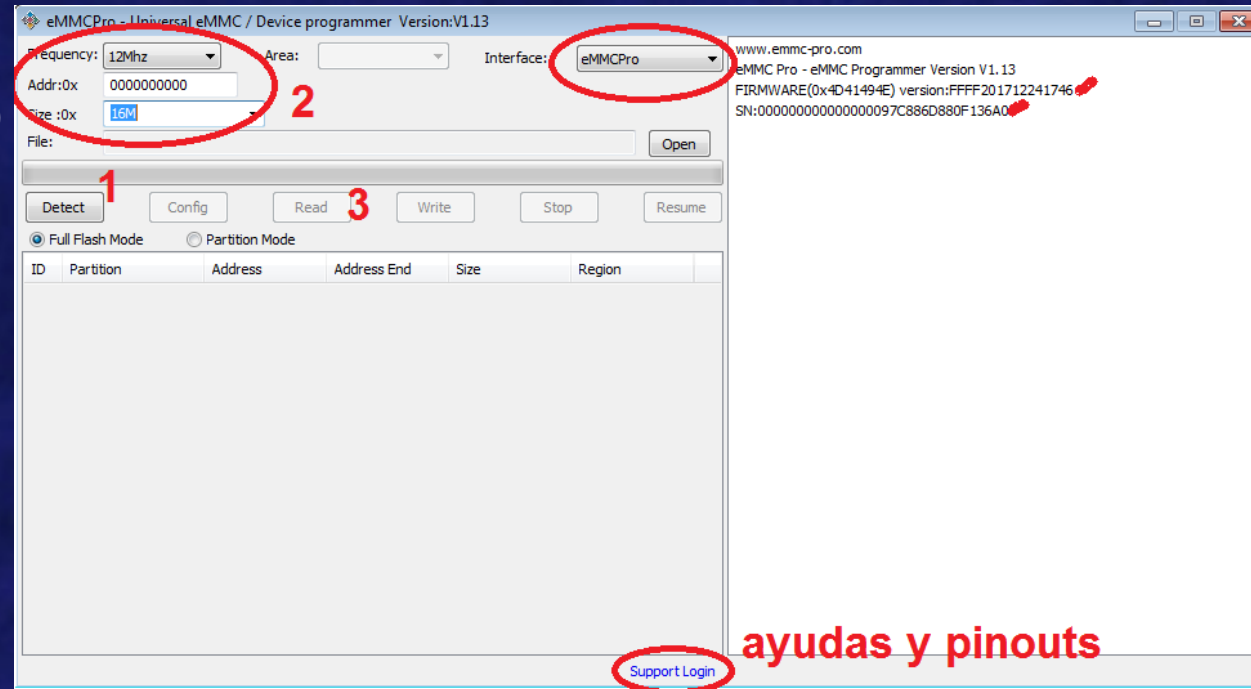 eMMCPro - Universal eMMC / Device programmer Version:V1.13
Frequency: 12Mhz Area: Interface: eMMCPro
Addr:0x 0000000000
Size :0x 16M
2
File: Open
1
Detect Config Read 3 Write Stop Resume
Full Flash Mode Partition Mode
ID Partition Address Address End Size Region
www.emmc-pro.com
eMMC Pro - eMMC Programmer Version V1.13
FIRMWARE(0x4D41494E) version:FFFF201712241746
SN:000000000000000097C886D880F136A0
ayudas y pinouts
Support Login